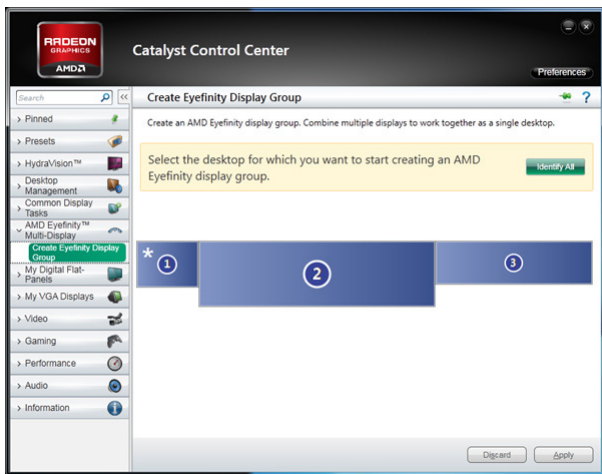 RADEON
GRAPHICS
AMD
Catalyst Control Center
Preferences
Search
<<
Create Eyefinity Display Group
?
Create an AMD Eyefinity display group. Combine multiple displays to work together as a single desktop.
> Pinned
> Presets
> HydraVision™
> Desktop
Management
> Common Display
Tasks
AMD Eyefinity™
Multi-Display
Create Eyefinity Display
Group
> My Digital Flat-
Panels
> My VGA Displays
> Video
> Gaming
> Performance
> Audio
> Information
Select the desktop for which you want to start creating an AMD
Eyefinity display group.
Identify All
* 1
2
3
Discard
Apply